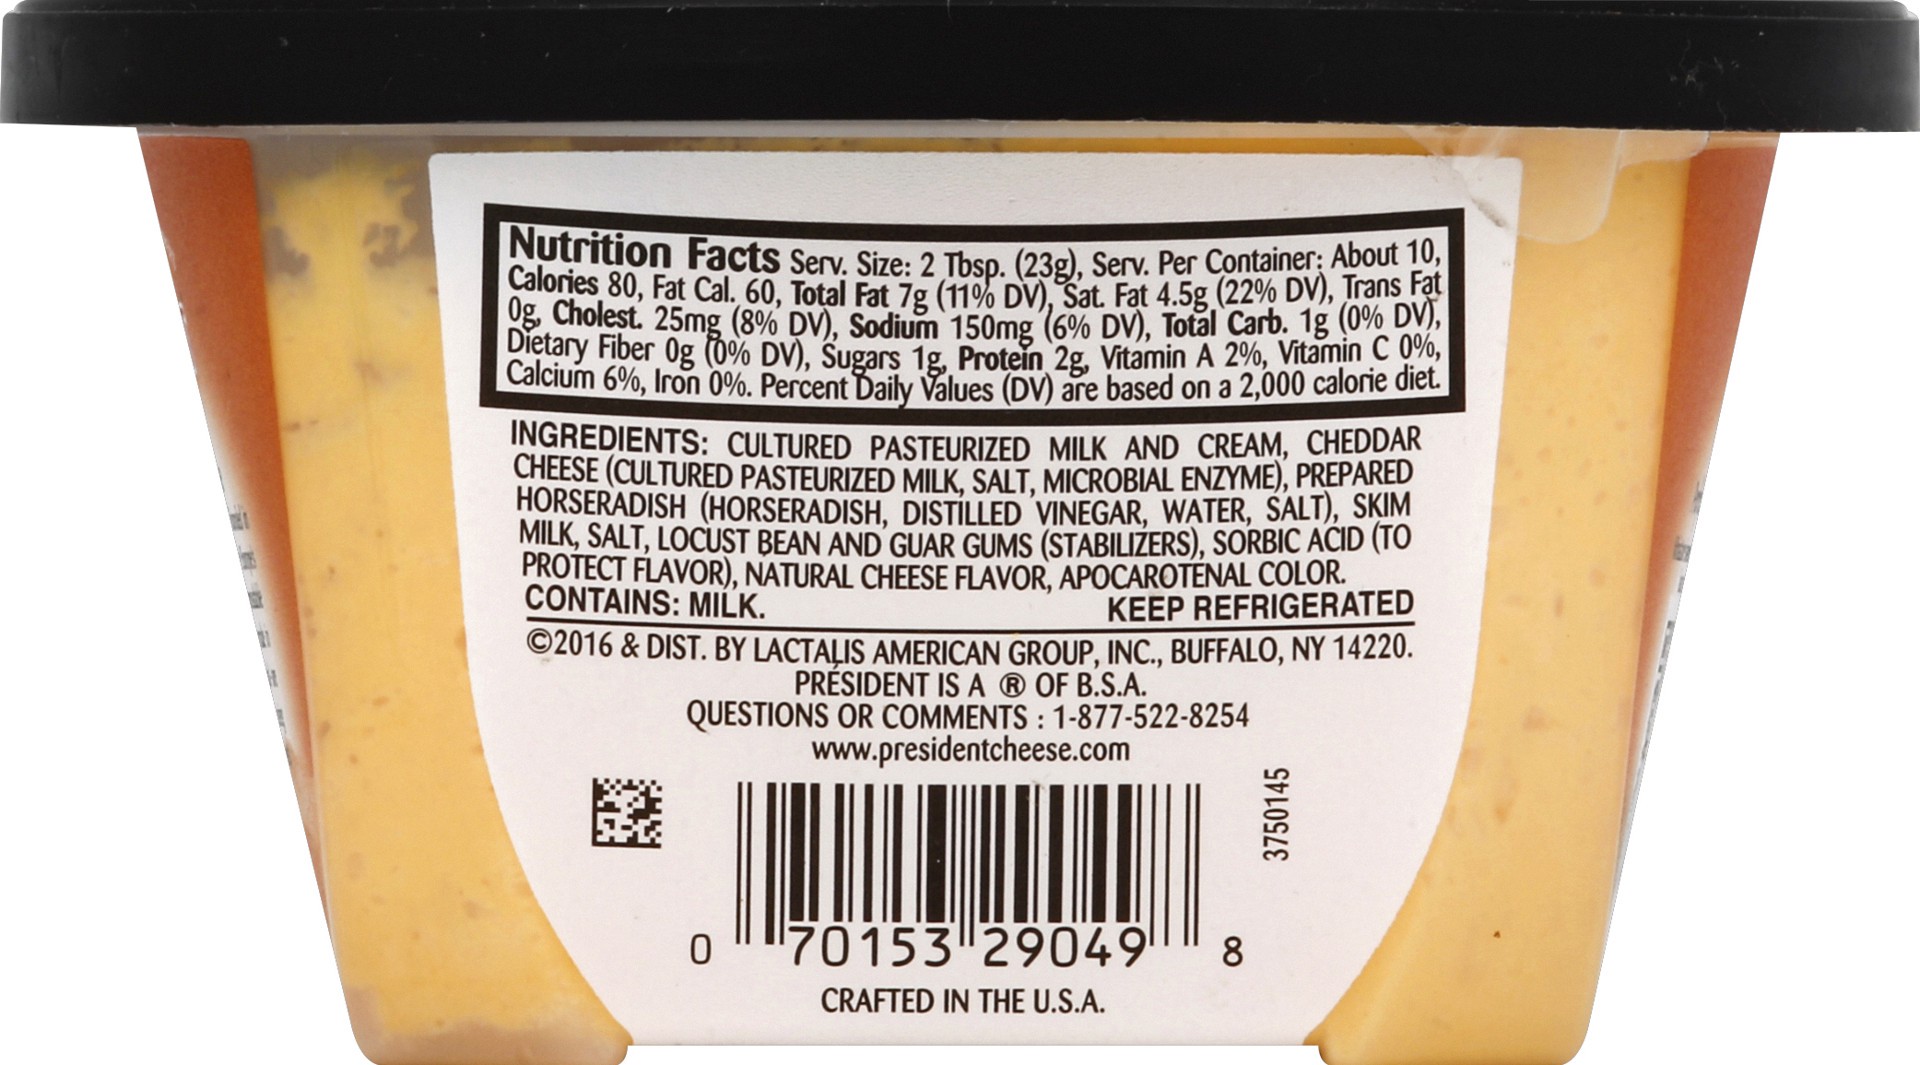 Nutrition Facts Serv. Size: 2 Tbsp. (23g), Serv. Per Container: About 10,
Calories 80, Fat Cal. 60, Total Fat 7g (11% DV), Sat. Fat 4.5g (22% DV), Trans Fat
0g, Cholest. 25mg (8% DV), Sodium 150mg (6% DV), Total Carb. 1g (0% DV),
Dietary Fiber 0g (0% DV), Sugars 1g, Protein 2g, Vitamin A 2%, Vitamin C 0%,
Calcium 6%, Iron 0%. Percent Daily Values (DV) are based on a 2,000 calorie diet.
INGREDIENTS: CULTURED PASTEURIZED MILK AND CREAM, CHEDDAR
CHEESE (CULTURED PASTEURIZED MILK, SALT, MICROBIAL ENZYME), PREPARED
HORSERADISH (HORSERADISH, DISTILLED VINEGAR, WATER, SALT), SKIM
MILK, SALT, LOCUST BEAN AND GUAR GUMS (STABILIZERS), SORBIC ACID (TO
PROTECT FLAVOR), NATURAL CHEESE FLAVOR, APOCAROTENAL COLOR.
CONTAINS: MILK. KEEP REFRIGERATED
©2016 & DIST. BY LACTALIS AMERICAN GROUP, INC., BUFFALO, NY 14220.
PRÉSIDENT IS A ® OF B.S.A.
QUESTIONS OR COMMENTS : 1-877-522-8254
www.presidentcheese.com
3750145
0 70153 29049 8
CRAFTED IN THE U.S.A.